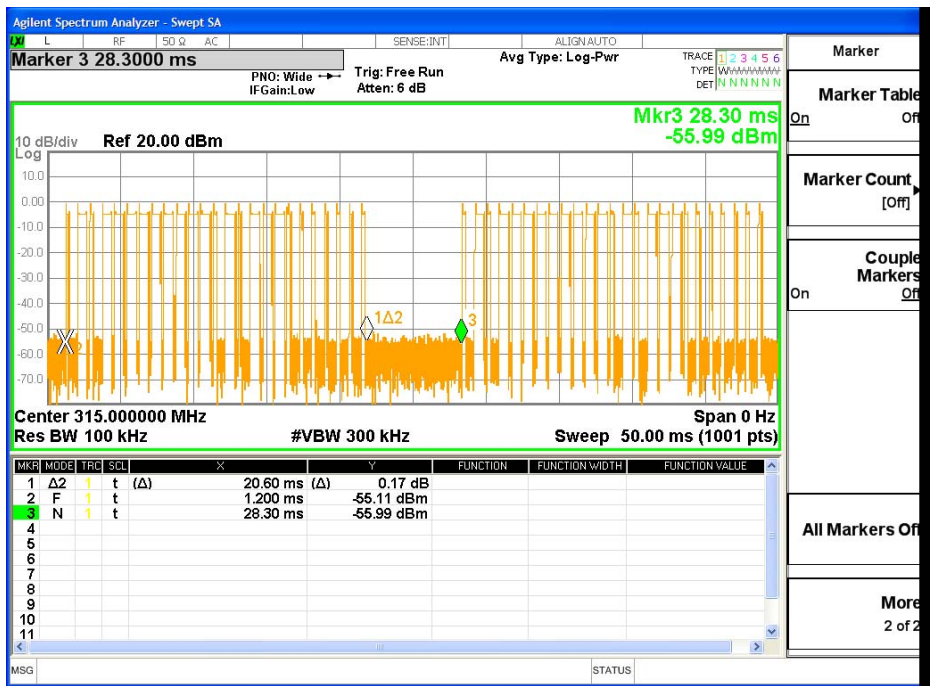 Agilent Spectrum Analyzer - Swept SA
LXI L RF 50 Ω AC SENSE:INT ALIGN AUTO
Marker 3 28.3000 ms
PNO: Wide
IFGain:Low
Trig: Free Run
Atten: 6 dB
Avg Type: Log-Pwr
TRACE 1 2 3 4 5 6
TYPE WWWWWW
DET N N N N N N
Mkr3 28.30 ms
-55.99 dBm
10 dB/div Ref 20.00 dBm
Log
10.0
0.00
-10.0
-20.0
-30.0
-40.0
-50.0
-60.0
-70.0
X
1Δ2
3
Center 315.000000 MHz Span 0 Hz
Res BW 100 kHz #VBW 300 kHz Sweep 50.00 ms (1001 pts)
MKR MODE TRC SCL X Y FUNCTION FUNCTION WIDTH FUNCTION VALUE
1 Δ2 1 t (Δ) 20.60 ms (Δ) 0.17 dB
2 F 1 t 1.200 ms -55.11 dBm
3 N 1 t 28.30 ms -55.99 dBm
4
5
6
7
8
9
10
11
MSG STATUS
Marker
Marker Table
On Off
Marker Count
[Off]
Couple
Markers
On Off
All Markers Off
More
2 of 2